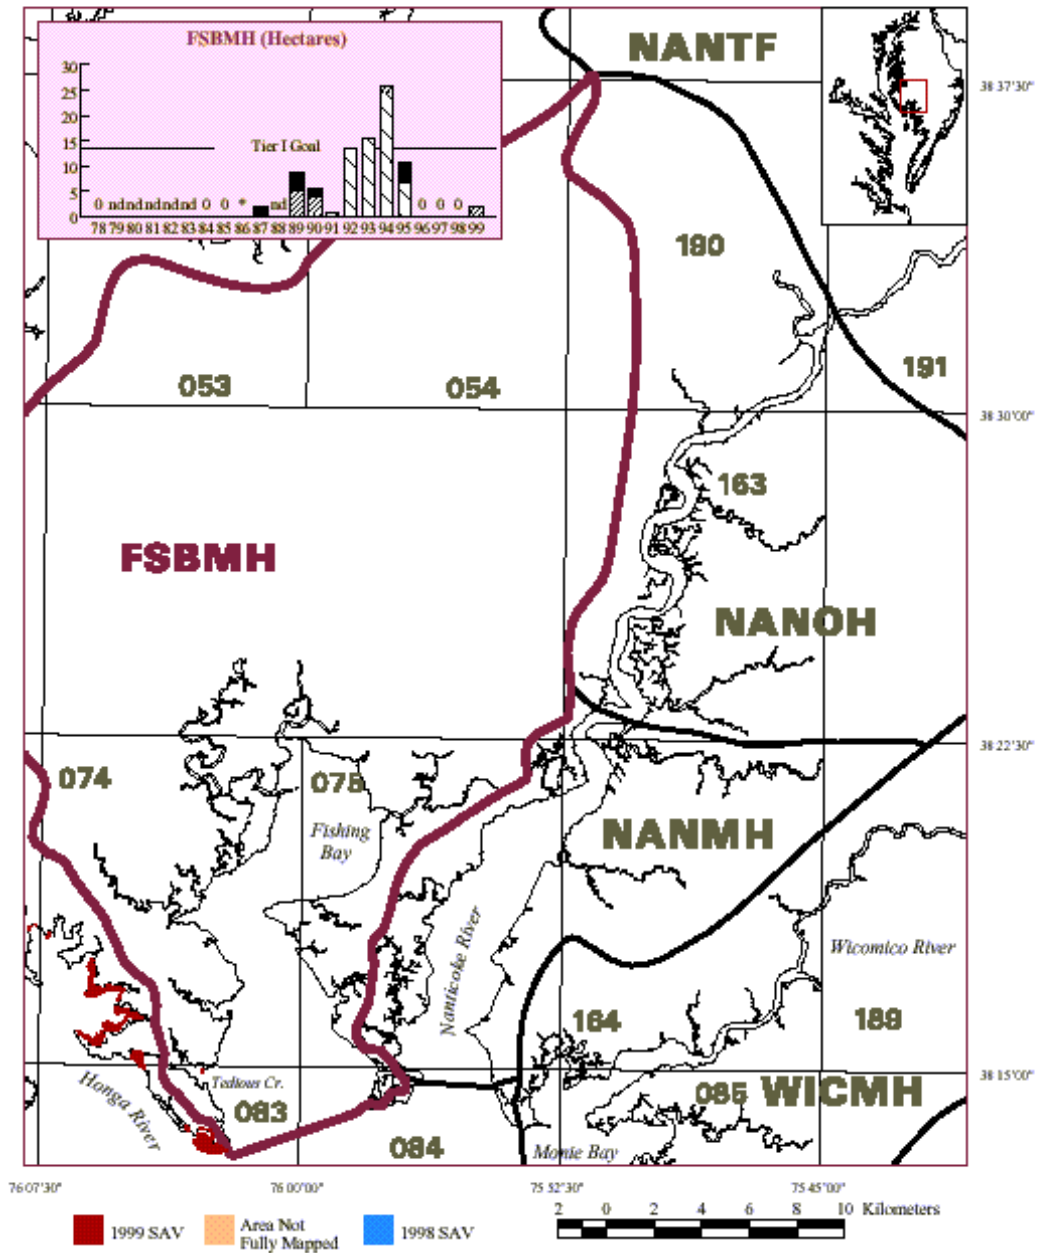 FSBMH (Hectares)
30
25
20
15
10
5
0
Tier I Goal
0 nd nd nd nd nd 0 0 * nd 0 0 0
78 79 80 81 82 83 84 85 86 87 88 89 90 91 92 93 94 95 96 97 98 99
NANTF
38 37'30"
180
191
053
054
38 30'00"
163
FSBMH
NANOH
38 22'30"
074
075
Fishing
Bay
NANMH
Nanticoke River
Wicomico River
164
189
38 15'00"
Honga River
Tedious Cr.
083
085
WICMH
084
Monie Bay
76 07'30"
76 00'00"
75 52'30"
75 45'00"
1999 SAV
Area Not
Fully Mapped
1998 SAV
2 0 2 4 6 8 10 Kilometers